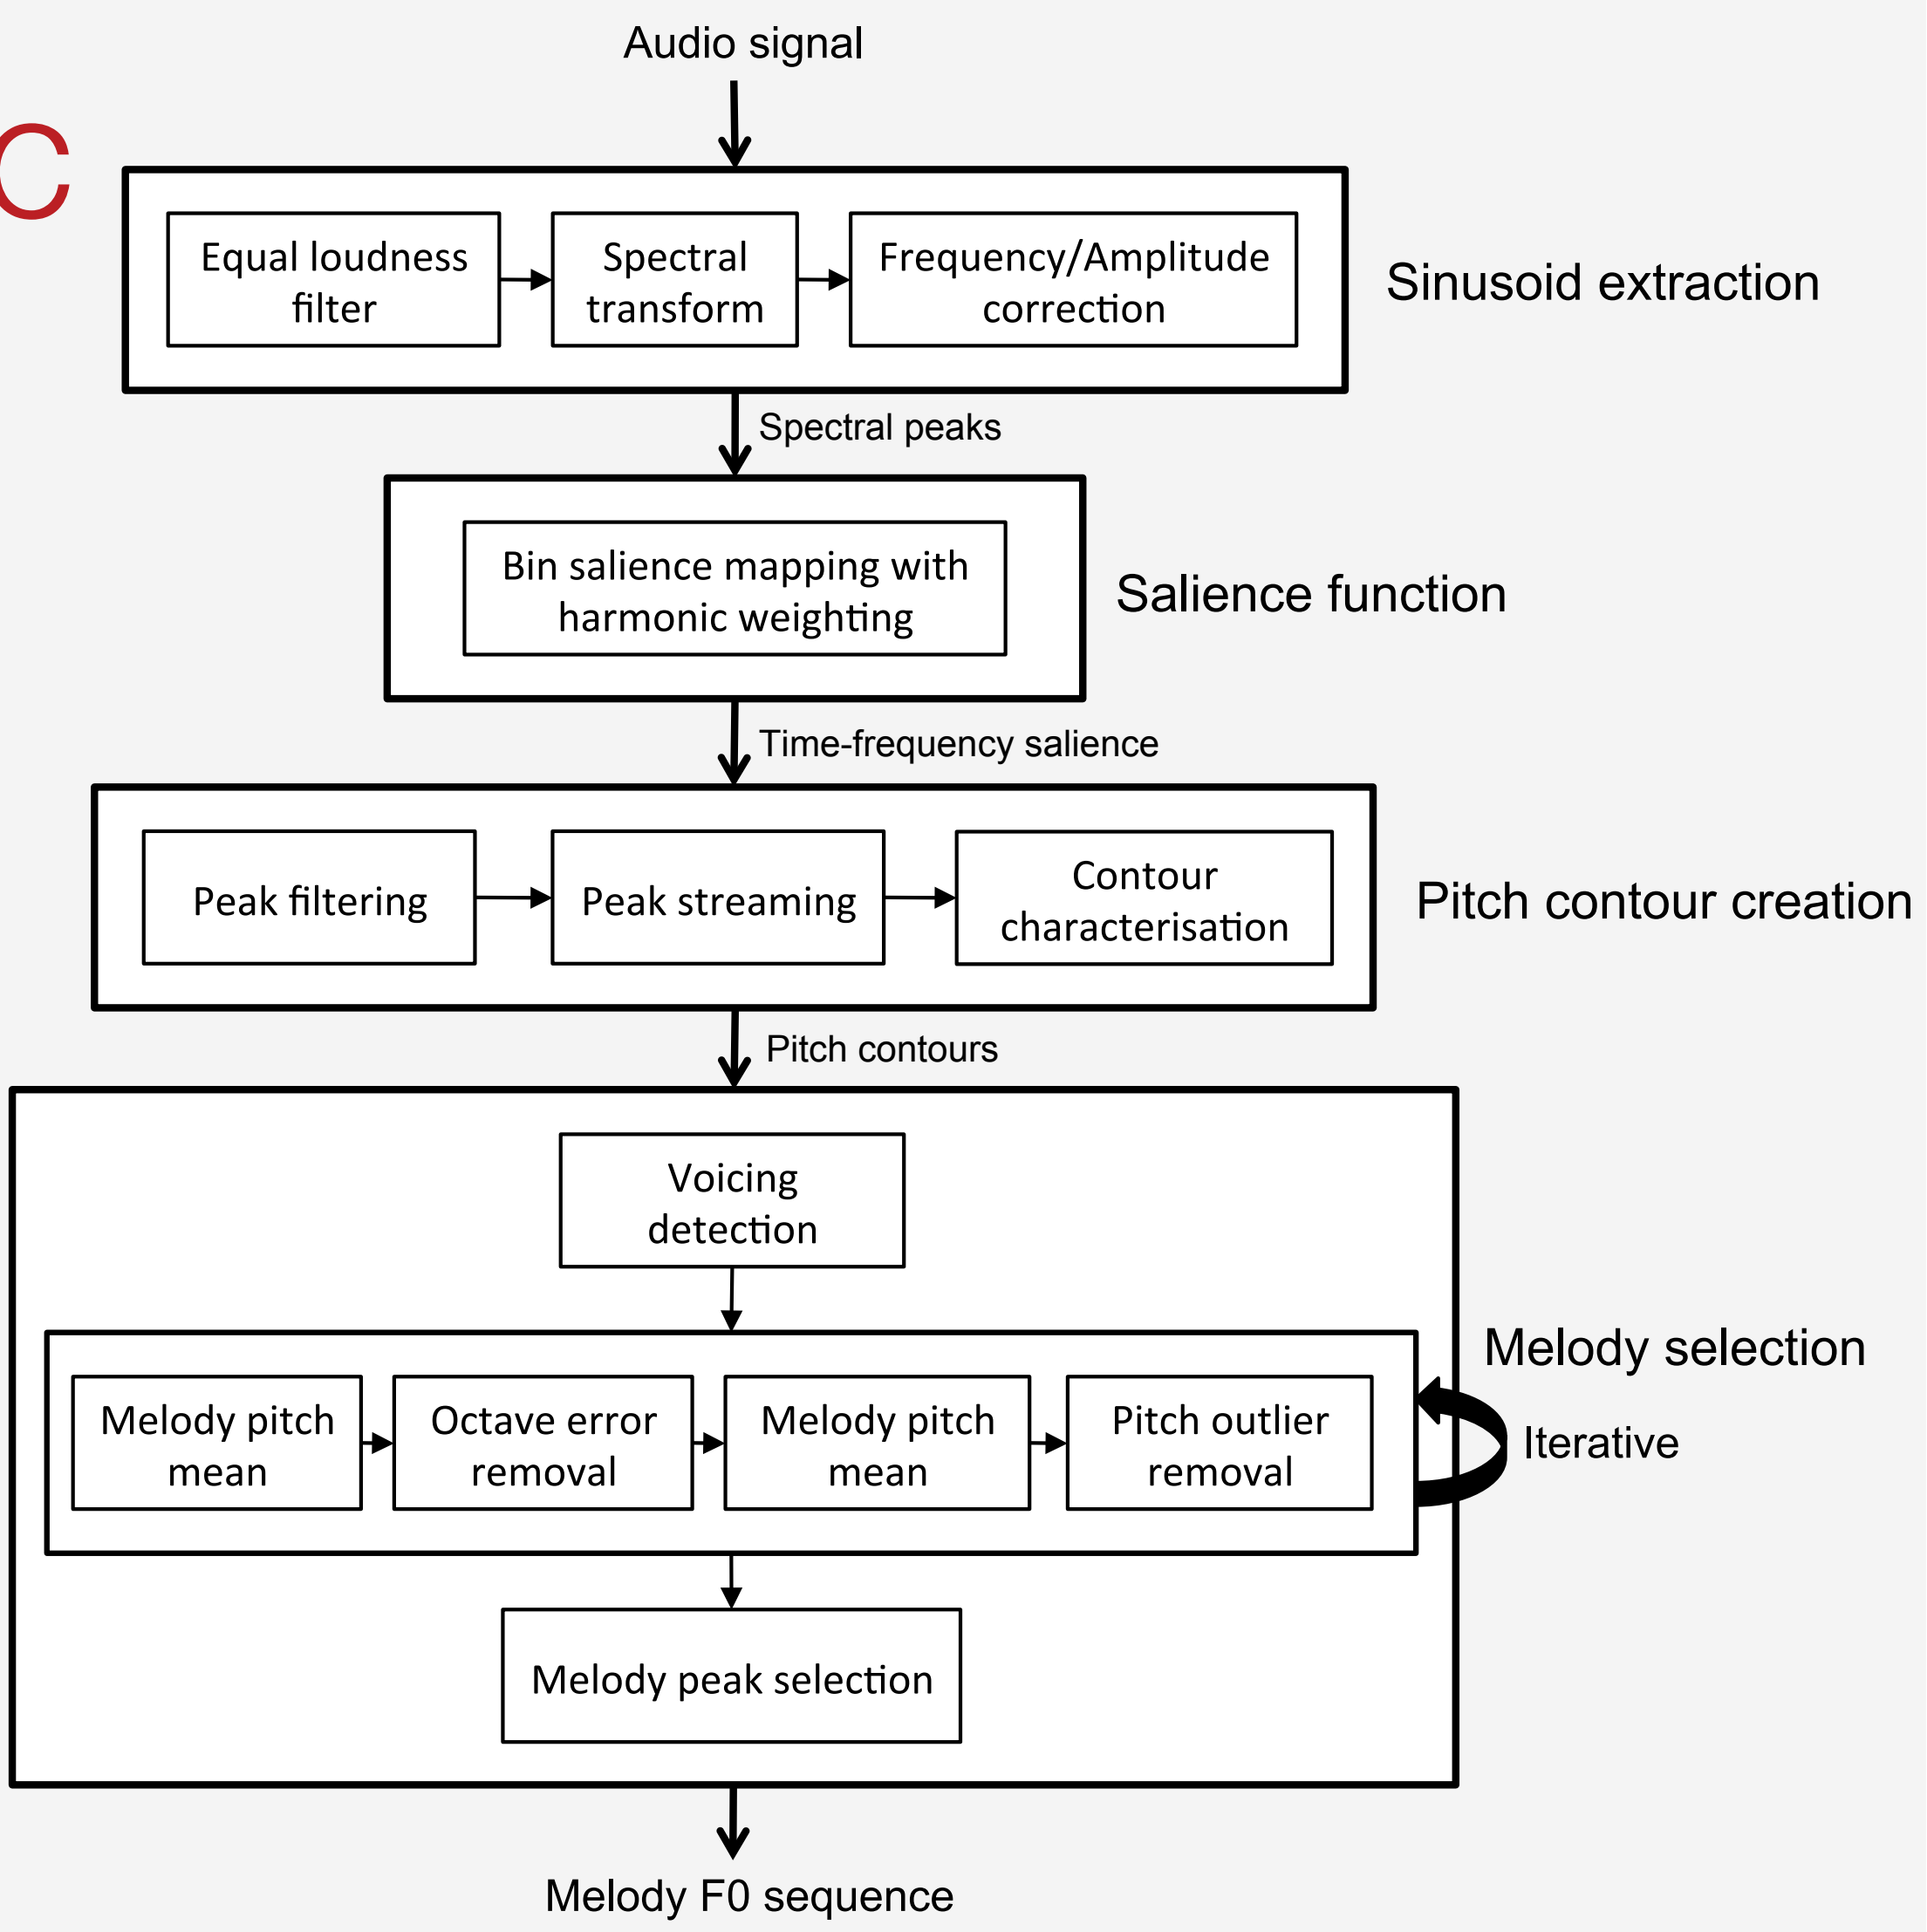 Audio signal
C
Equal loudness
filter
Spectral
transform
Frequency/Amplitude
correction
Sinusoid extraction
Spectral peaks
Bin salience mapping with
harmonic weighting
Salience function
Time-frequency salience
Peak filtering
Peak streaming
Contour
characterisation
Pitch contour creation
Pitch contours
Voicing
detection
Melody selection
Melody pitch
mean
Octave error
removal
Melody pitch
mean
Pitch outlier
removal
Iterative
Melody peak selection
Melody F0 sequence